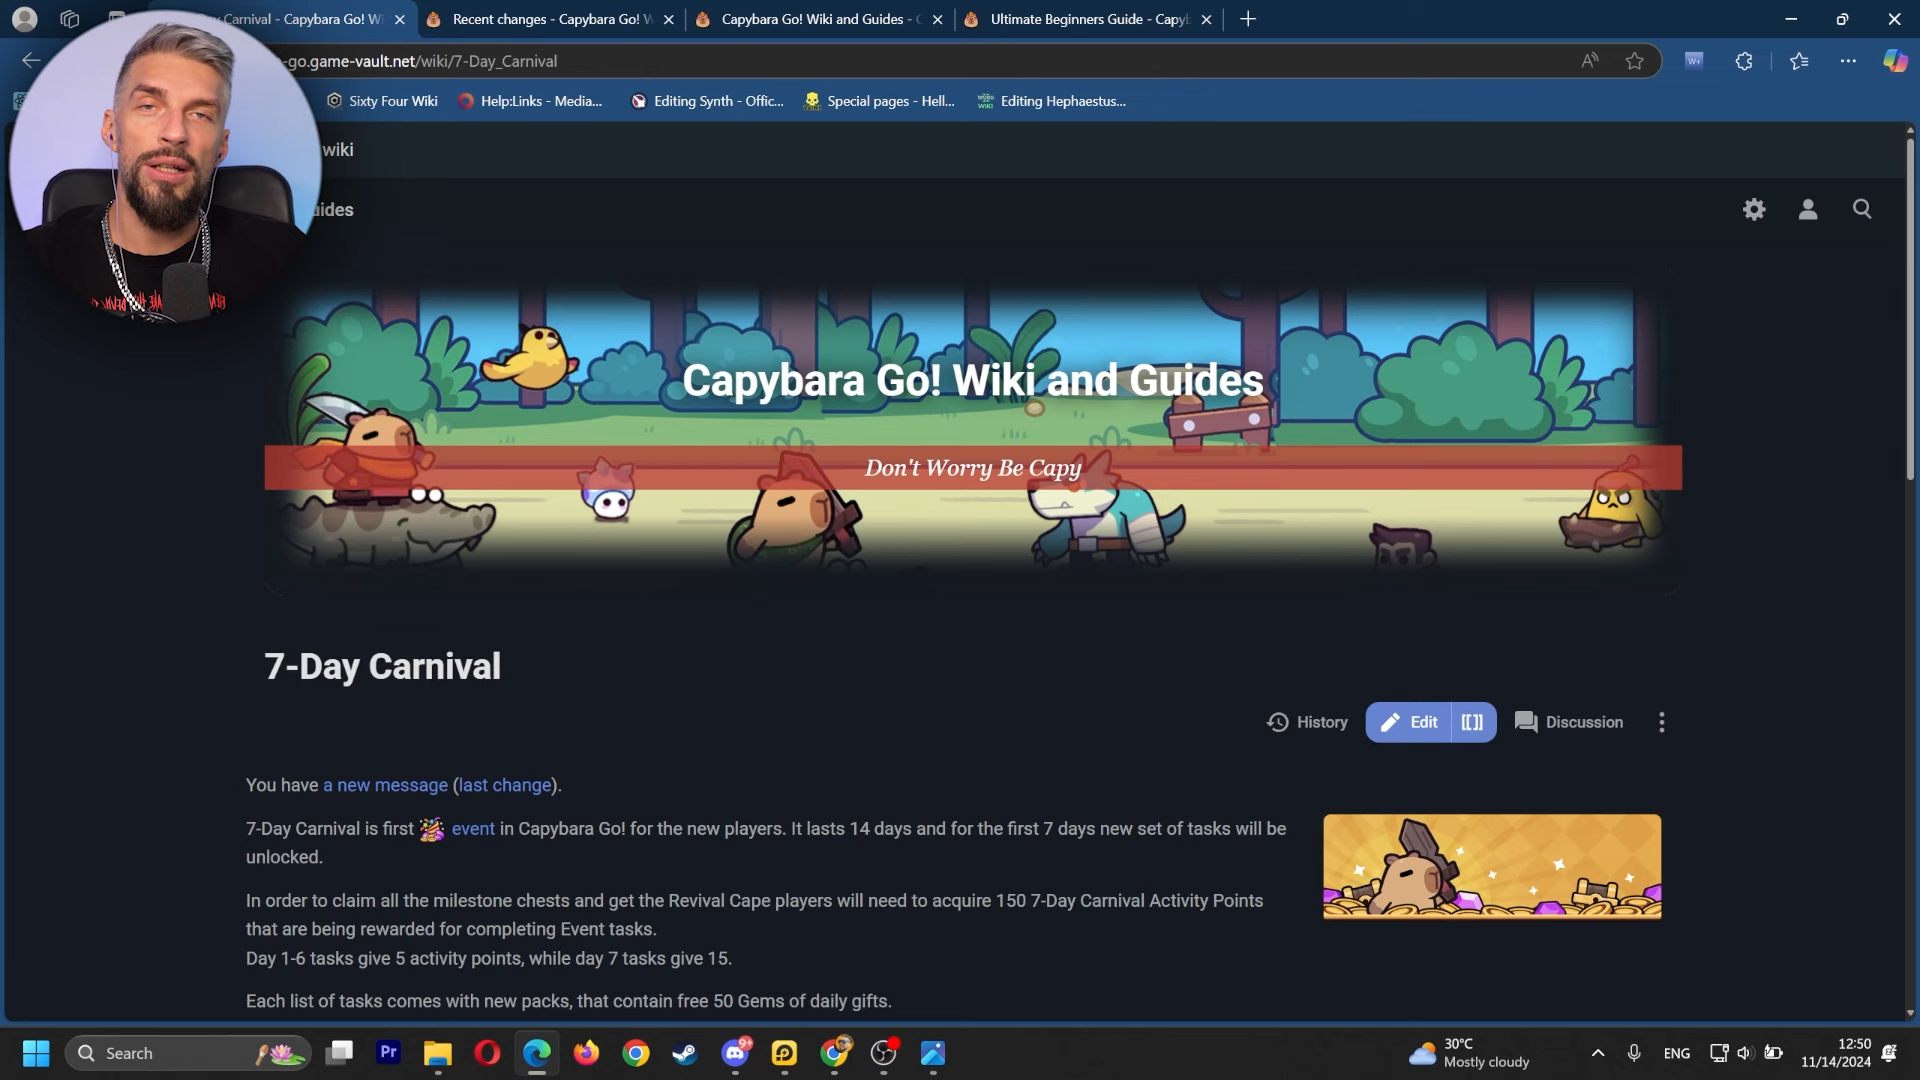 Carnival - Capybara Go! Wi
Recent changes - Capybara Go! W
Capybara Go! Wiki and Guides - C
Ultimate Beginners Guide - Capyb
-go.game-vault.net/wiki/7-Day_Carnival
Sixty Four Wiki
Help:Links - Media...
Editing Synth - Offic...
Special pages - Hell...
Editing Hephaestus...
wiki
uides
Capybara Go! Wiki and Guides
Don't Worry Be Capy
7-Day Carnival
History
Edit
[[]]
Discussion
You have a new message (last change).
7-Day Carnival is first event in Capybara Go! for the new players. It lasts 14 days and for the first 7 days new set of tasks will be
unlocked.
In order to claim all the milestone chests and get the Revival Cape players will need to acquire 150 7-Day Carnival Activity Points
that are being rewarded for completing Event tasks.
Day 1-6 tasks give 5 activity points, while day 7 tasks give 15.
Each list of tasks comes with new packs, that contain free 50 Gems of daily gifts.
Search
Pr
9+
30°C
Mostly cloudy
ENG
12:50
11/14/2024